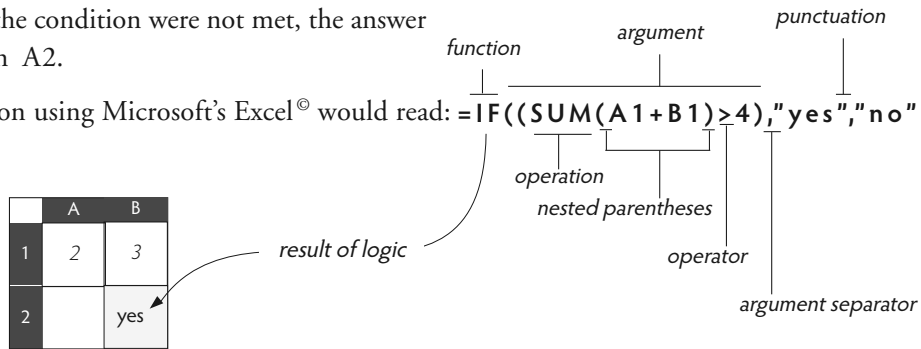 the condition were not met, the answer
A2.
function
argument
punctuation
on using Microsoft's Excel© would read: =IF((SUM(A1+B1)>4),"yes","no"
operation
nested parentheses
operator
argument separator
result of logic
A B
1 2 3
2 yes